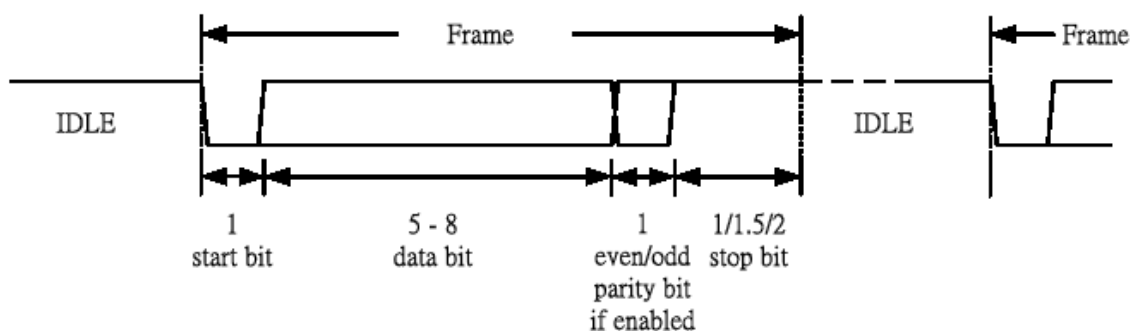 Frame
Frame
IDLE
IDLE
1
start bit
5 - 8
data bit
1
even/odd
parity bit
if enabled
1/1.5/2
stop bit